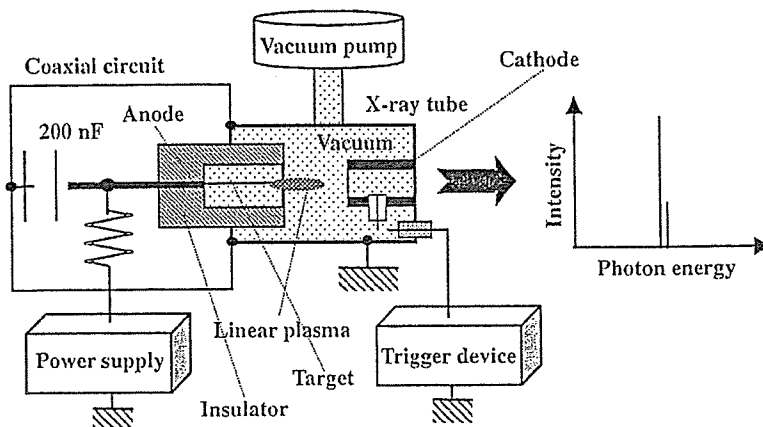 Vacuum pump
Coaxial circuit
Cathode
X-ray tube
Anode
200 nF
Vacuum
Intensity
Photon energy
Linear plasma
Power supply
Trigger device
Target
Insulator